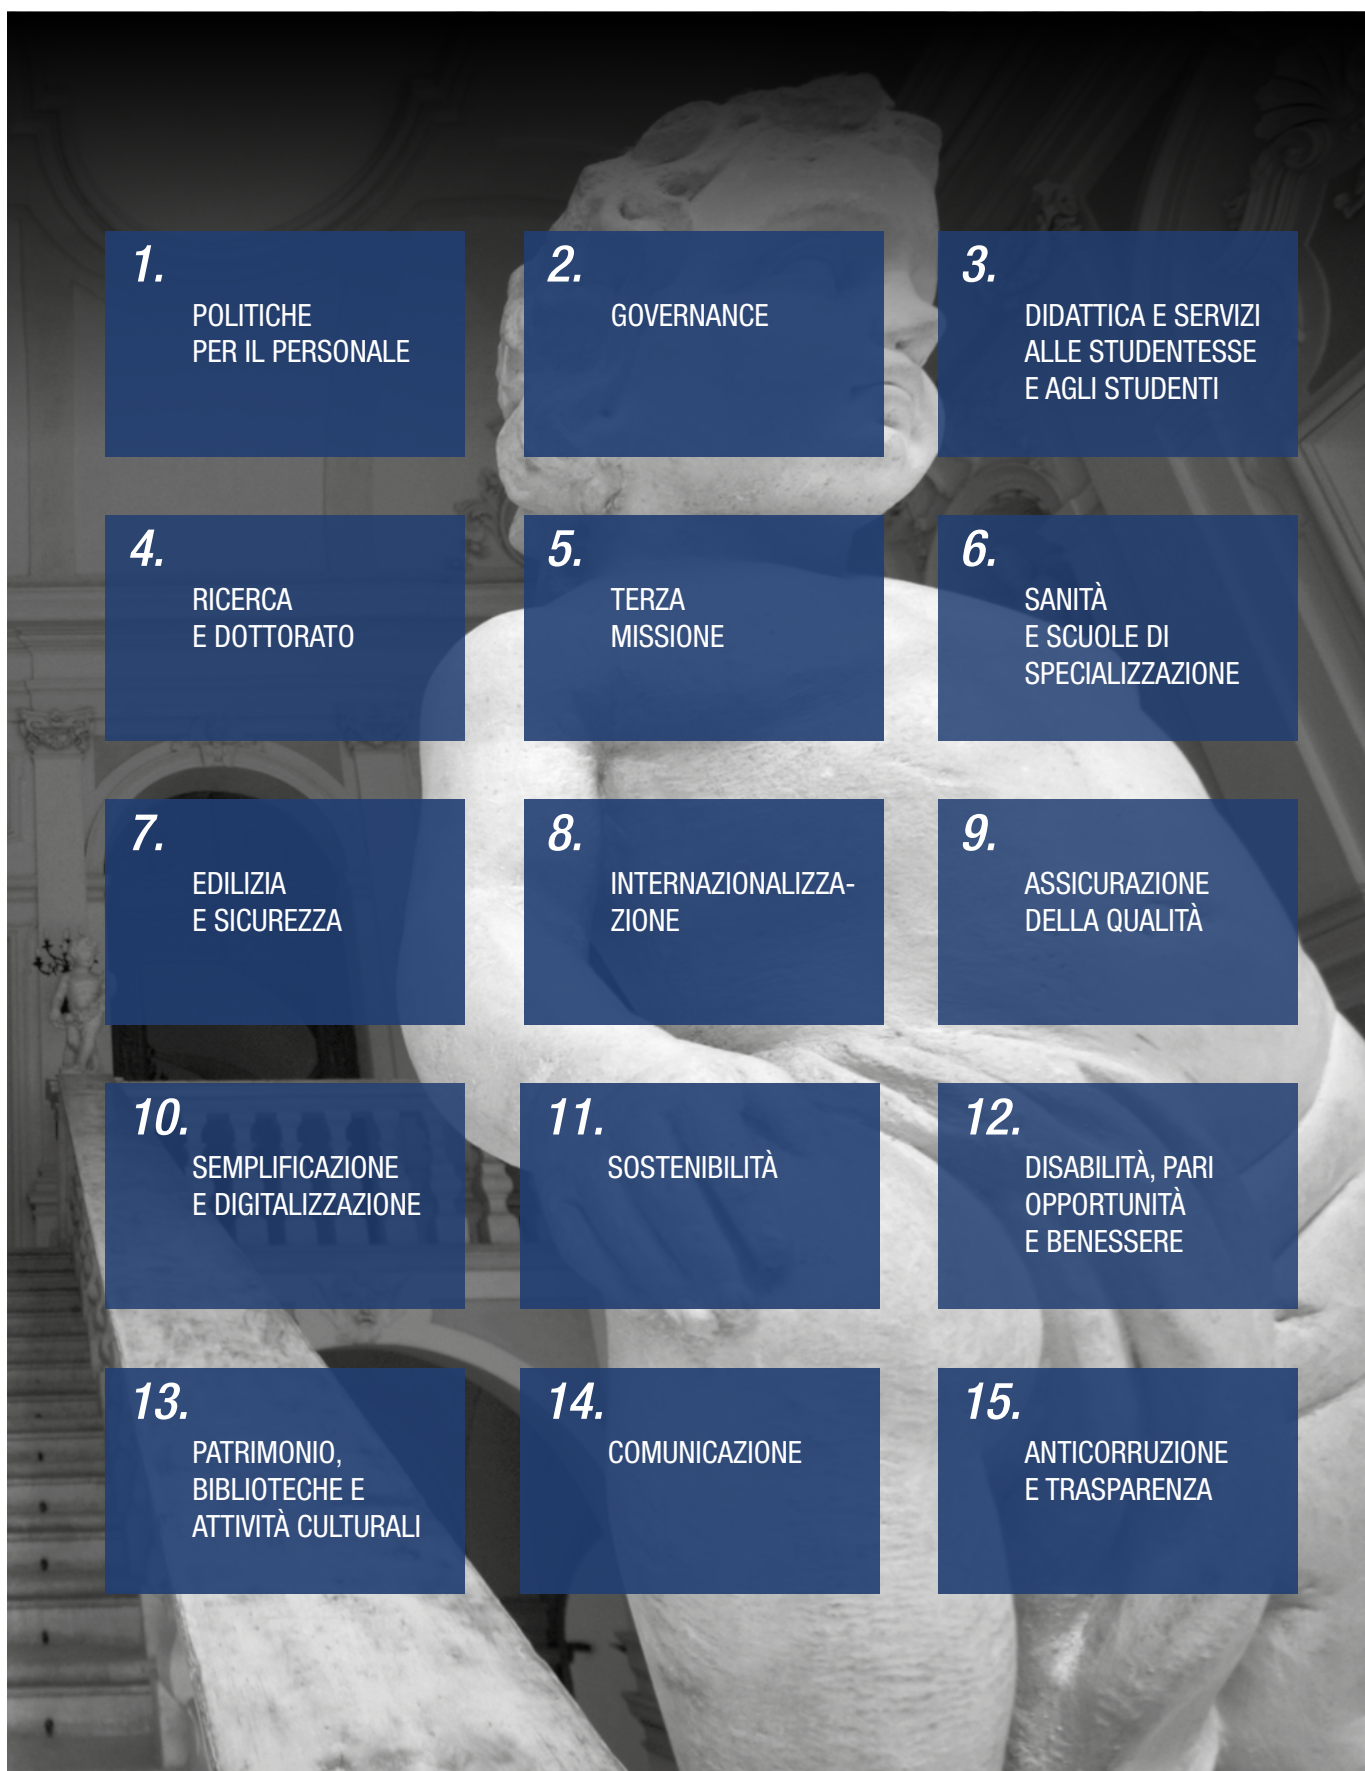 1.
POLITICHE
PER IL PERSONALE
2.
GOVERNANCE
3.
DIDATTICA E SERVIZI
ALLE STUDENTESSE
E AGLI STUDENTI
4.
RICERCA
E DOTTORATO
5.
TERZA
MISSIONE
6.
SANITÀ
E SCUOLE DI
SPECIALIZZAZIONE
7.
EDILIZIA
E SICUREZZA
8.
INTERNAZIONALIZZA-
ZIONE
9.
ASSICURAZIONE
DELLA QUALITÀ
10.
SEMPLIFICAZIONE
E DIGITALIZZAZIONE
11.
SOSTENIBILITÀ
12.
DISABILITÀ, PARI
OPPORTUNITÀ
E BENESSERE
13.
PATRIMONIO,
BIBLIOTECHE E
ATTIVITÀ CULTURALI
14.
COMUNICAZIONE
15.
ANTICORRUZIONE
E TRASPARENZA